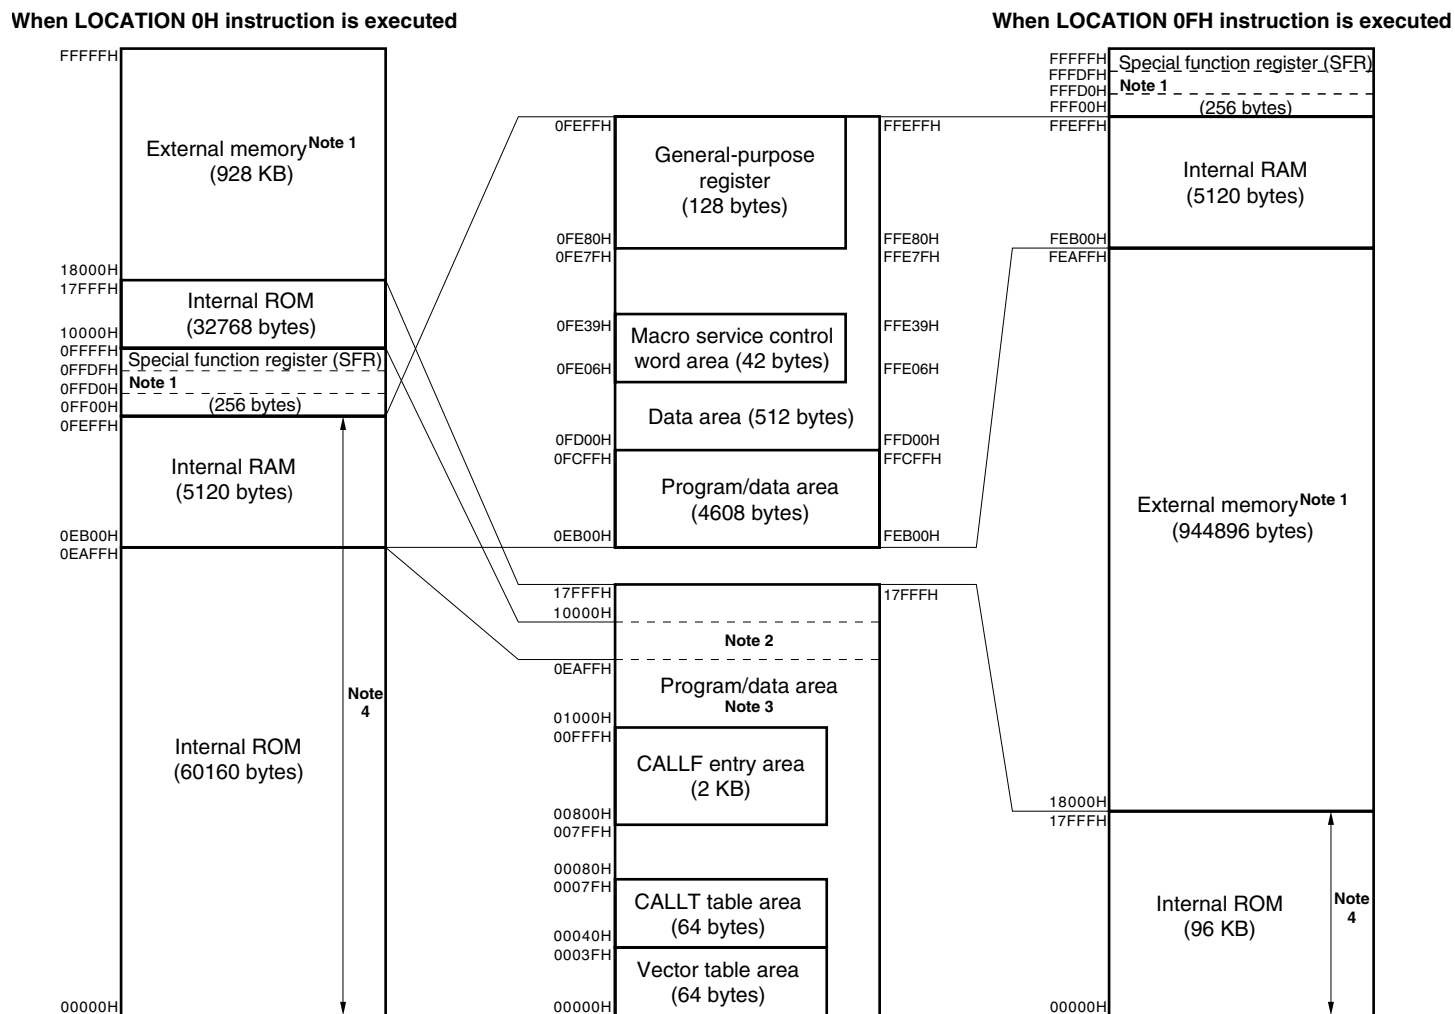 When LOCATION 0H instruction is executed
FFFFFH
External memory Note 1
(928 KB)
18000H
17FFFH
Internal ROM
(32768 bytes)
10000H
0FFFFH
Special function register (SFR)
0FFDFH
Note 1
0FFD0H
0FF00H
(256 bytes)
0FEFFH
Internal RAM
(5120 bytes)
0EB00H
0EAFFH
Note
4
Internal ROM
(60160 bytes)
00000H
0FEFFH
FFEFFH
General-purpose
register
(128 bytes)
0FE80H
FFE80H
0FE7FH
FFE7FH
0FE39H
FFE39H
Macro service control
word area (42 bytes)
0FE06H
FFE06H
Data area (512 bytes)
0FD00H
FFD00H
0FCFFH
FFCFFH
Program/data area
(4608 bytes)
0EB00H
FEB00H
17FFFH
17FFFH
10000H
Note 2
0EAFFH
Program/data area
Note 3
01000H
00FFFH
CALLF entry area
(2 KB)
00800H
007FFH
00080H
0007FH
CALLT table area
(64 bytes)
00040H
0003FH
Vector table area
(64 bytes)
00000H
When LOCATION 0FH instruction is executed
FFFFFH
Special function register (SFR)
FFFDFH
Note 1
FFFD0H
FFF00H
(256 bytes)
FFEFFH
Internal RAM
(5120 bytes)
FEB00H
FEAFFH
External memory Note 1
(944896 bytes)
18000H
17FFFH
Internal ROM
(96 KB)
Note
4
00000H